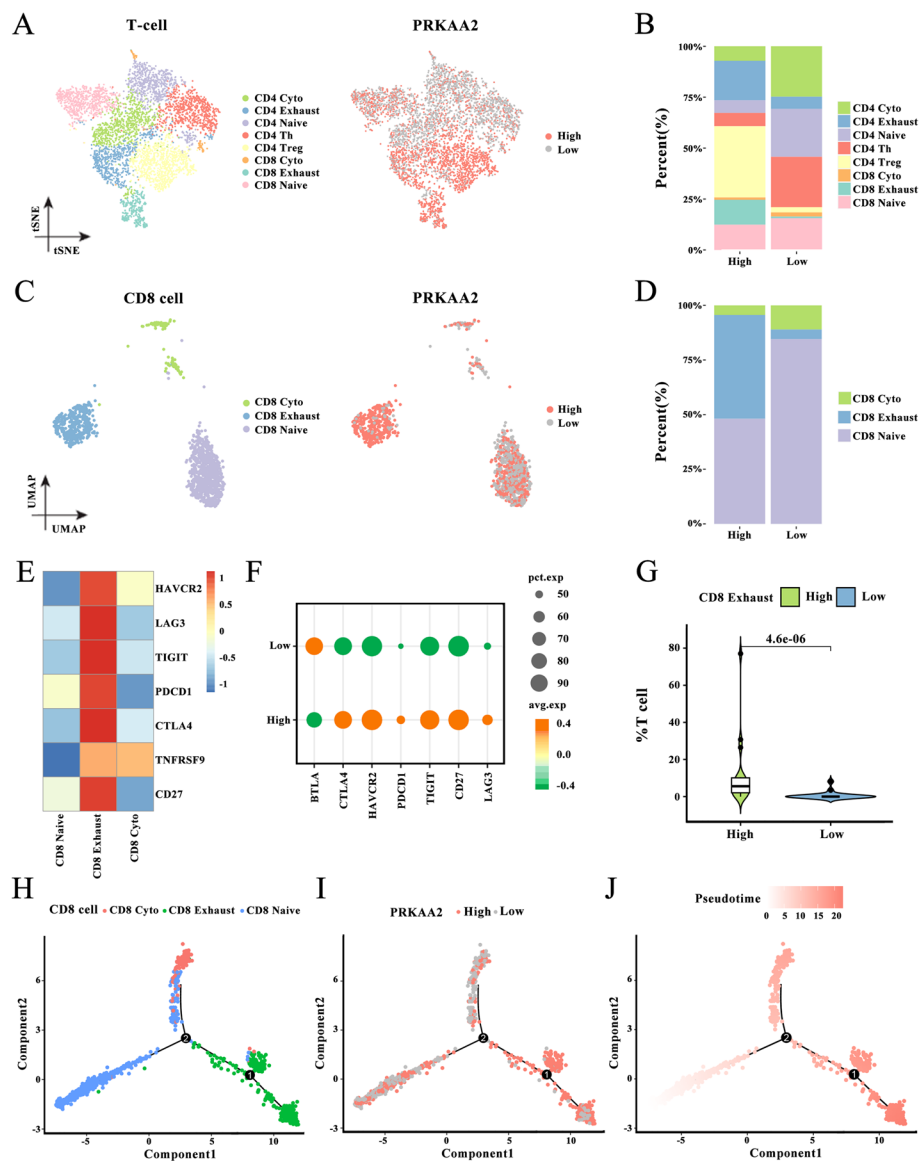 A
T-cell
PRKAA2
CD4 Cyto
CD4 Exhaust
CD4 Naive
CD4 Th
CD4 Treg
CD8 Cyto
CD8 Exhaust
CD8 Naive
High
Low
tSNE
tSNE
B
Percent(%)
100%
75%
50%
25%
0%
High Low
CD4 Cyto
CD4 Exhaust
CD4 Naive
CD4 Th
CD4 Treg
CD8 Cyto
CD8 Exhaust
CD8 Naive
C
CD8 cell
PRKAA2
CD8 Cyto
CD8 Exhaust
CD8 Naive
High
Low
UMAP
UMAP
D
Percent(%)
100%
75%
50%
25%
0%
High Low
CD8 Cyto
CD8 Exhaust
CD8 Naive
E
HAVCR2
LAG3
TIGIT
PDCD1
CTLA4
TNFRSF9
CD27
CD8 Naive
CD8 Exhaust
CD8 Cyto
1
0.5
0
-0.5
-1
F
Low
High
BTLA
CTLA4
HAVCR2
PDCD1
TIGIT
CD27
LAG3
pct.exp
50
60
70
80
90
avg.exp
0.4
0.0
-0.4
G
CD8 Exhaust High Low
4.6e-06
%T cell
80
60
40
20
0
High Low
H
CD8 cell CD8 Cyto CD8 Exhaust CD8 Naive
Component2
6
3
0
-3
2
1
-5 0 5 10
Component1
I
PRKAA2 High Low
Component2
6
3
0
-3
2
1
-5 0 5 10
Component1
J
Pseudotime
0 5 10 15 20
Component2
6
3
0
-3
2
1
-5 0 5 10
Component1